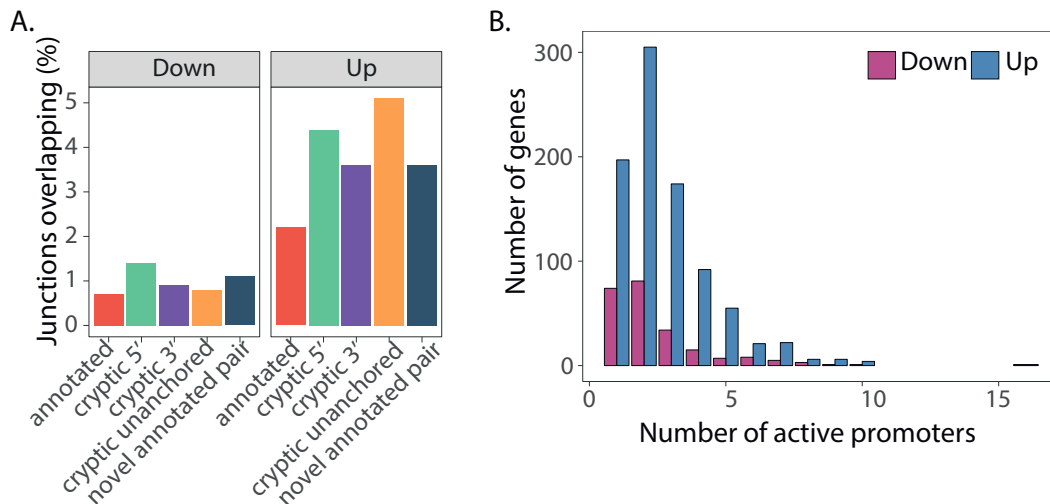 A.
Junctions overlapping (%)
Down
Up
5
4
3
2
1
0
annotated
cryptic 5′
cryptic 3′
cryptic unanchored
novel annotated pair
annotated
cryptic 5′
cryptic 3′
cryptic unanchored
novel annotated pair
B.
Number of genes
300
200
100
0
Down
Up
0
5
10
15
Number of active promoters